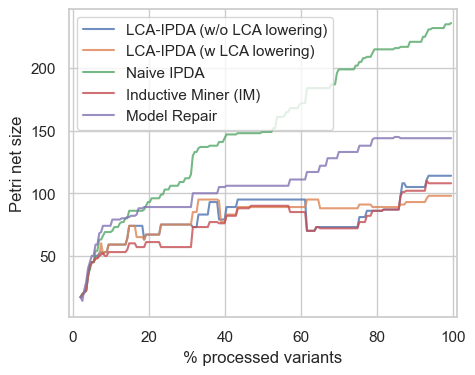 LCA-IPDA (w/o LCA lowering)
LCA-IPDA (w LCA lowering)
Naive IPDA
Inductive Miner (IM)
Model Repair
Petri net size
200
150
100
50
0 20 40 60 80 100
% processed variants